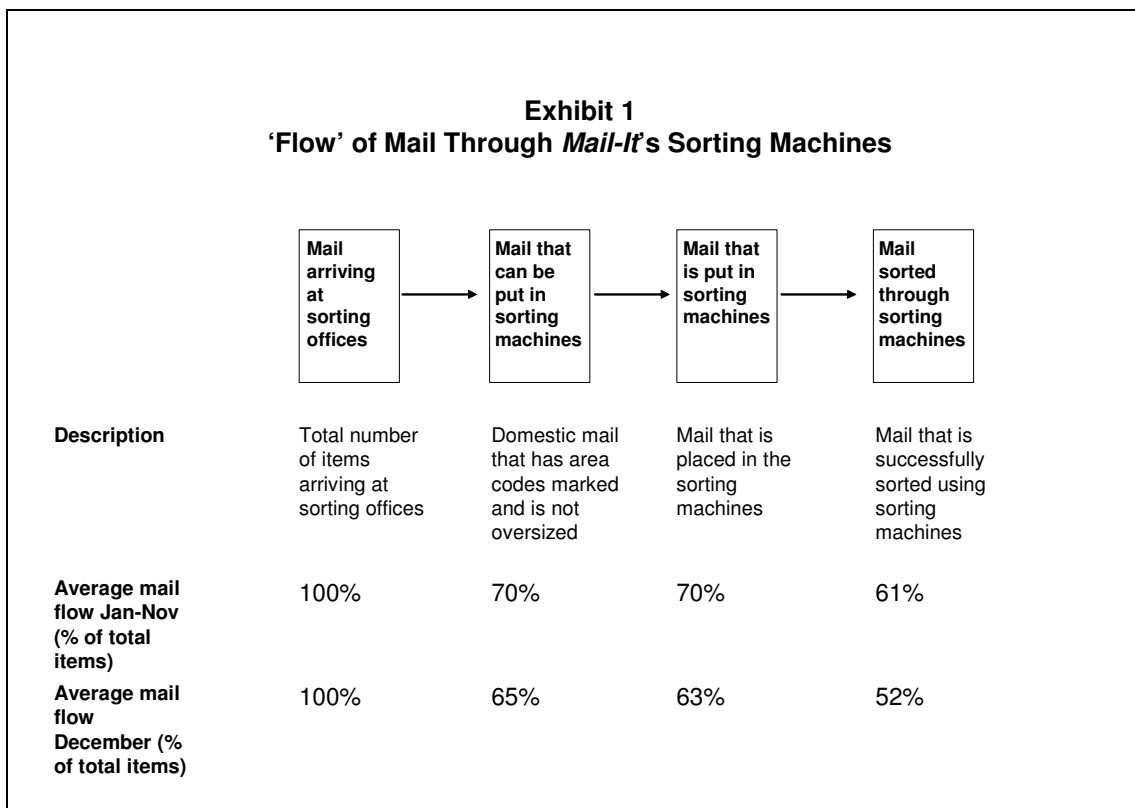 Exhibit 1
‘Flow’ of Mail Through Mail-It’s Sorting Machines
Mail
arriving
at
sorting
offices
Mail that
can be
put in
sorting
machines
Mail that
is put in
sorting
machines
Mail
sorted
through
sorting
machines
Description
Total number
of items
arriving at
sorting offices
Domestic mail
that has area
codes marked
and is not
oversized
Mail that is
placed in the
sorting
machines
Mail that is
successfully
sorted using
sorting
machines
Average mail
flow Jan-Nov
(% of total
items)
100%
70%
70%
61%
Average mail
flow
December (%
of total items)
100%
65%
63%
52%